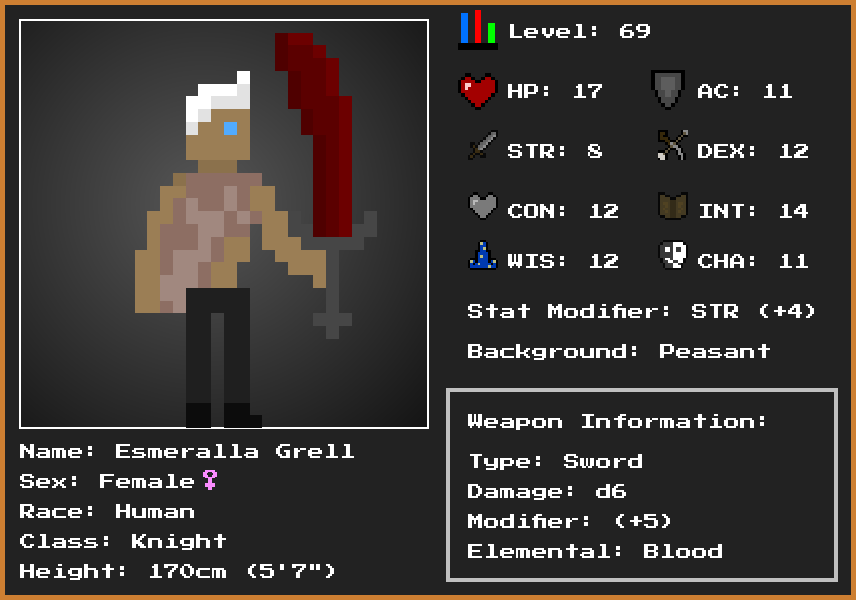 Level: 69
HP: 17 AC: 11
STR: 8 DEX: 12
CON: 12 INT: 14
WIS: 12 CHA: 11
Stat Modifier: STR (+4)
Background: Peasant
Weapon Information:
Type: Sword
Damage: d6
Modifier: (+5)
Elemental: Blood
Name: Esmeralla Grell
Sex: Female♀
Race: Human
Class: Knight
Height: 170cm (5'7")